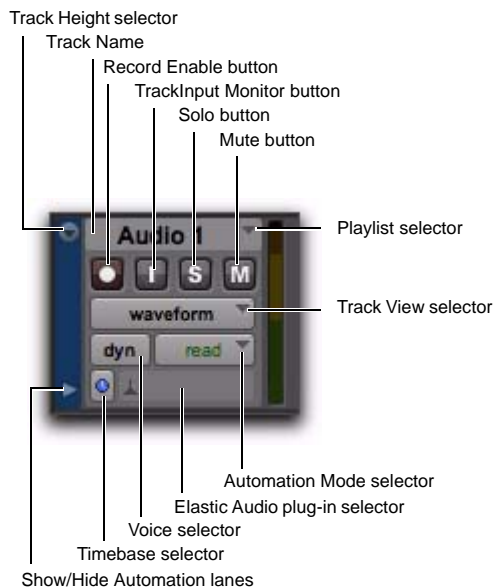 Track Height selector
Track Name
Record Enable button
TrackInput Monitor button
Solo button
Mute button
Audio 1
Playlist selector
I S M
waveform
Track View selector
dyn read
Automation Mode selector
Elastic Audio plug-in selector
Voice selector
Timebase selector
Show/Hide Automation lanes